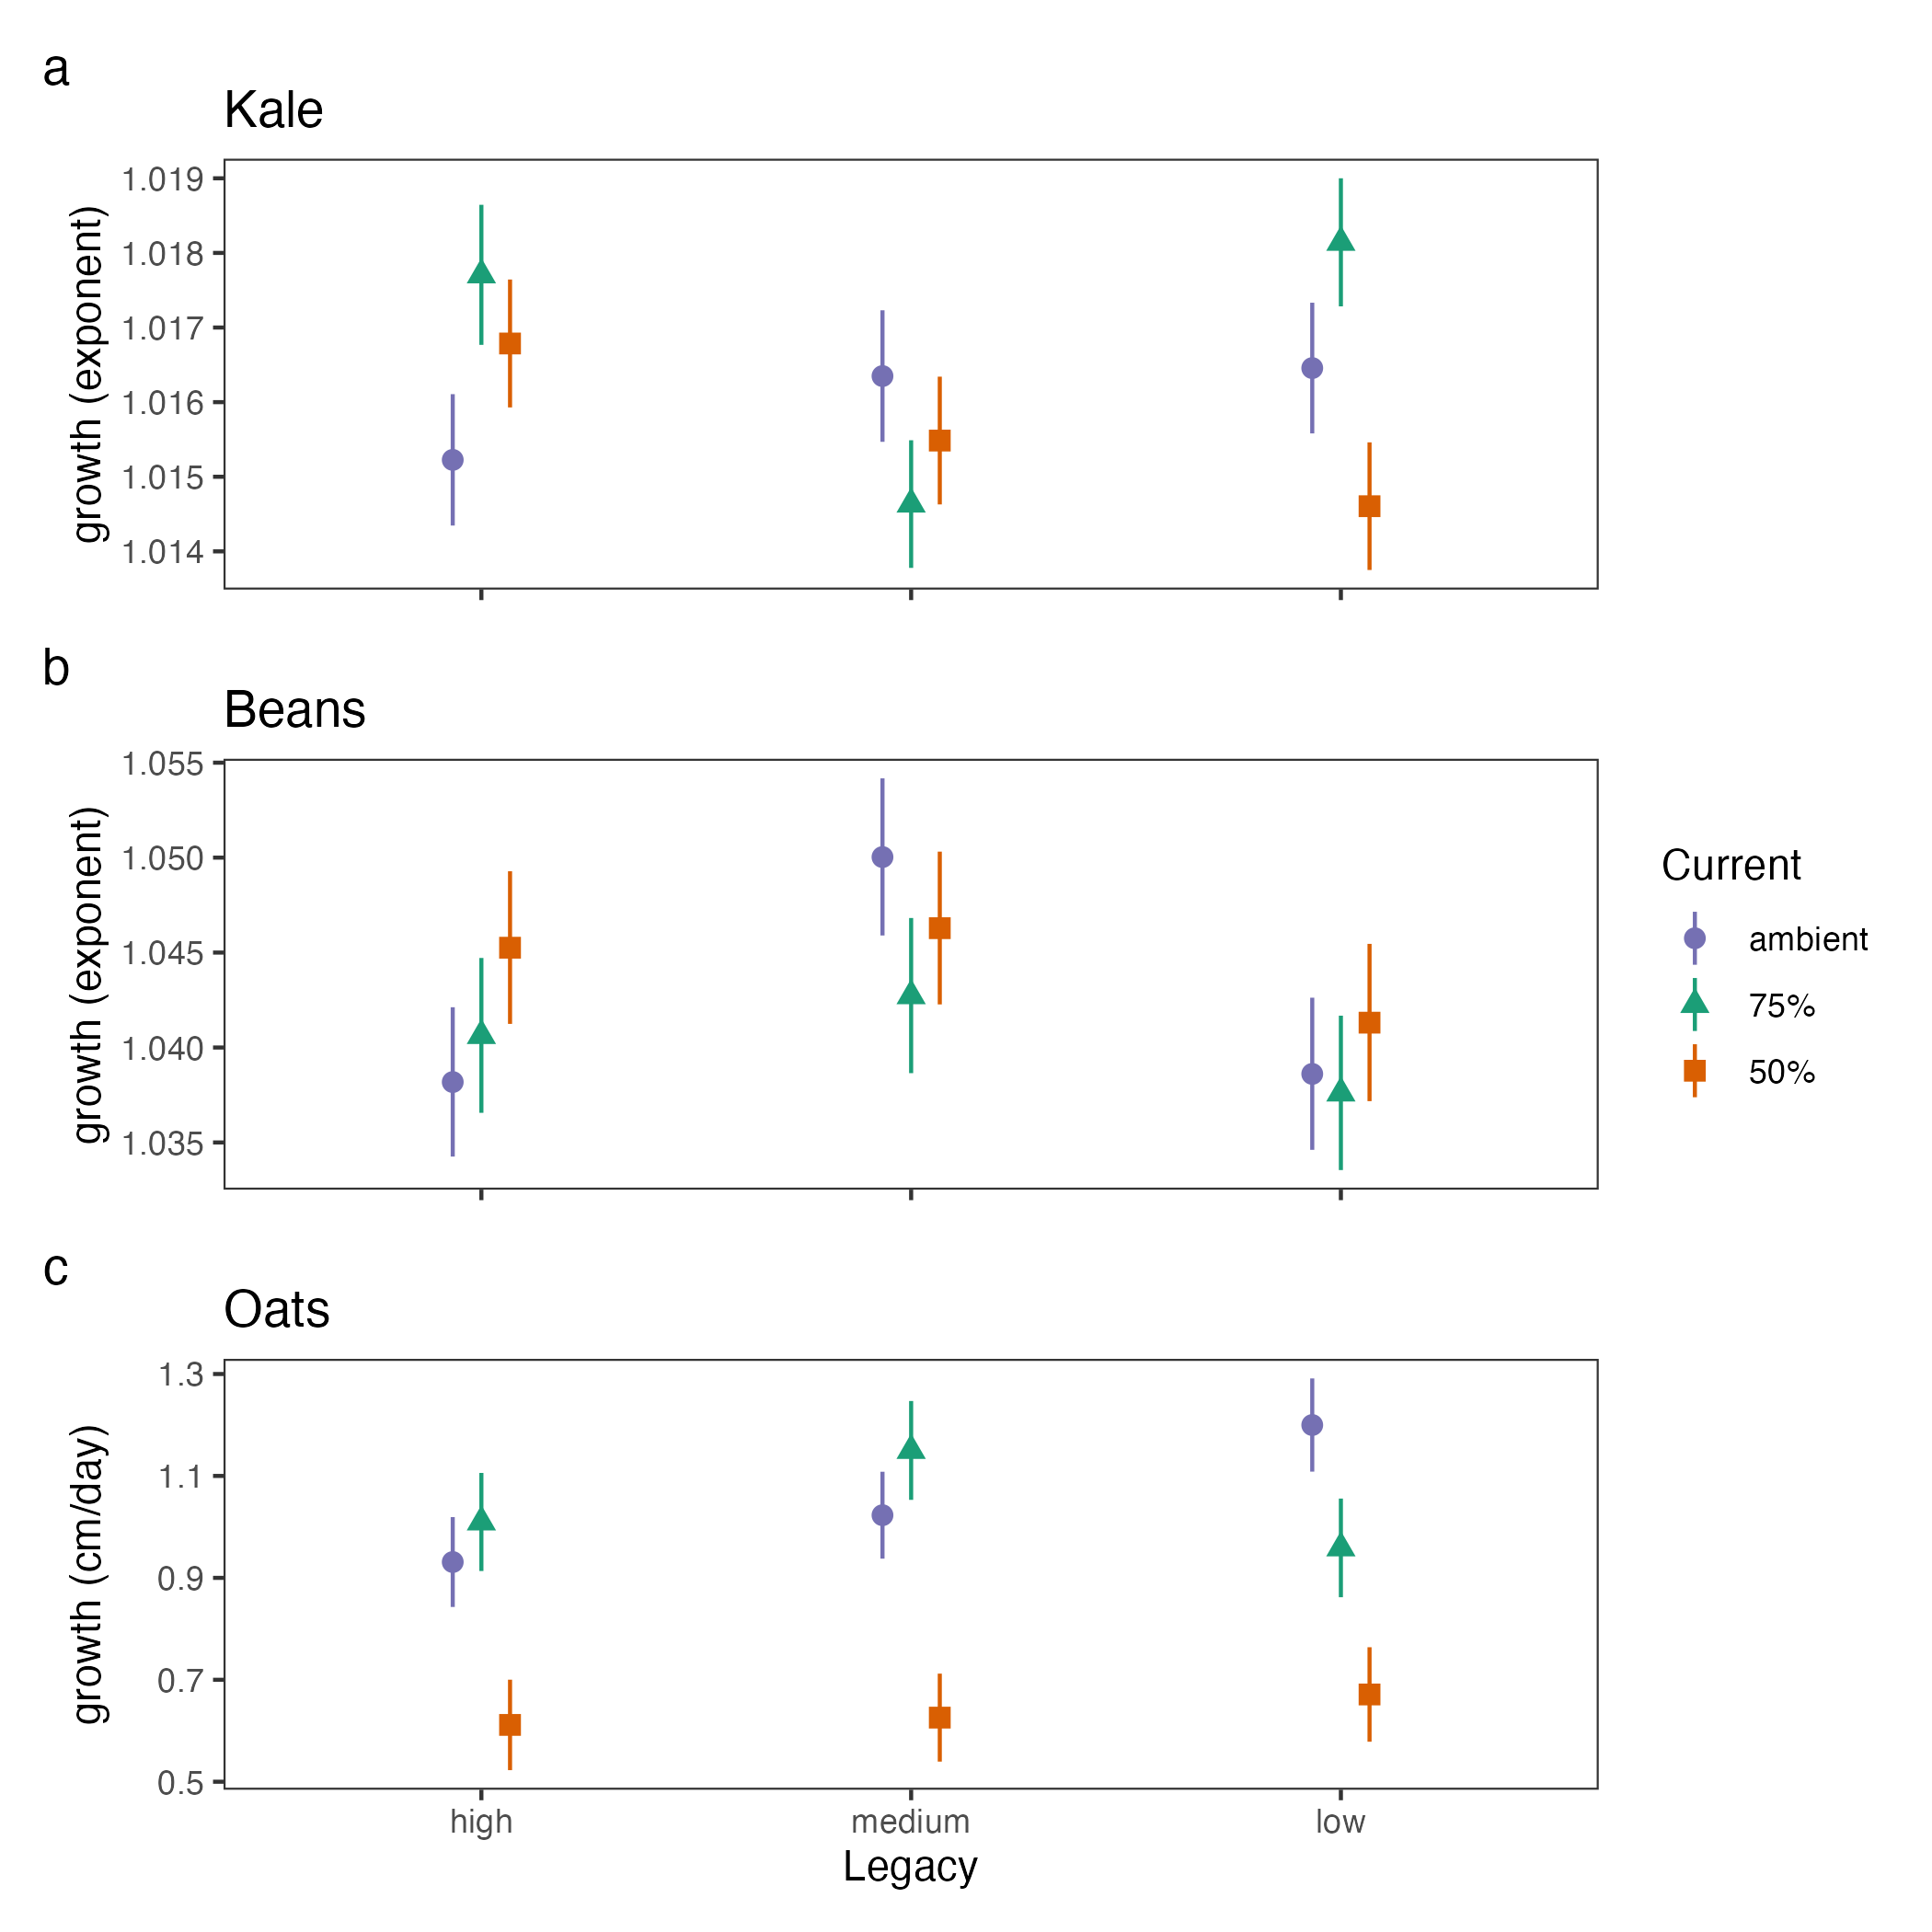 a
Kale
growth (exponent)
1.019
1.018
1.017
1.016
1.015
1.014
b
Beans
growth (exponent)
1.055
1.050
1.045
1.040
1.035
Current
ambient
75%
50%
c
Oats
growth (cm/day)
1.3
1.1
0.9
0.7
0.5
high medium low
Legacy